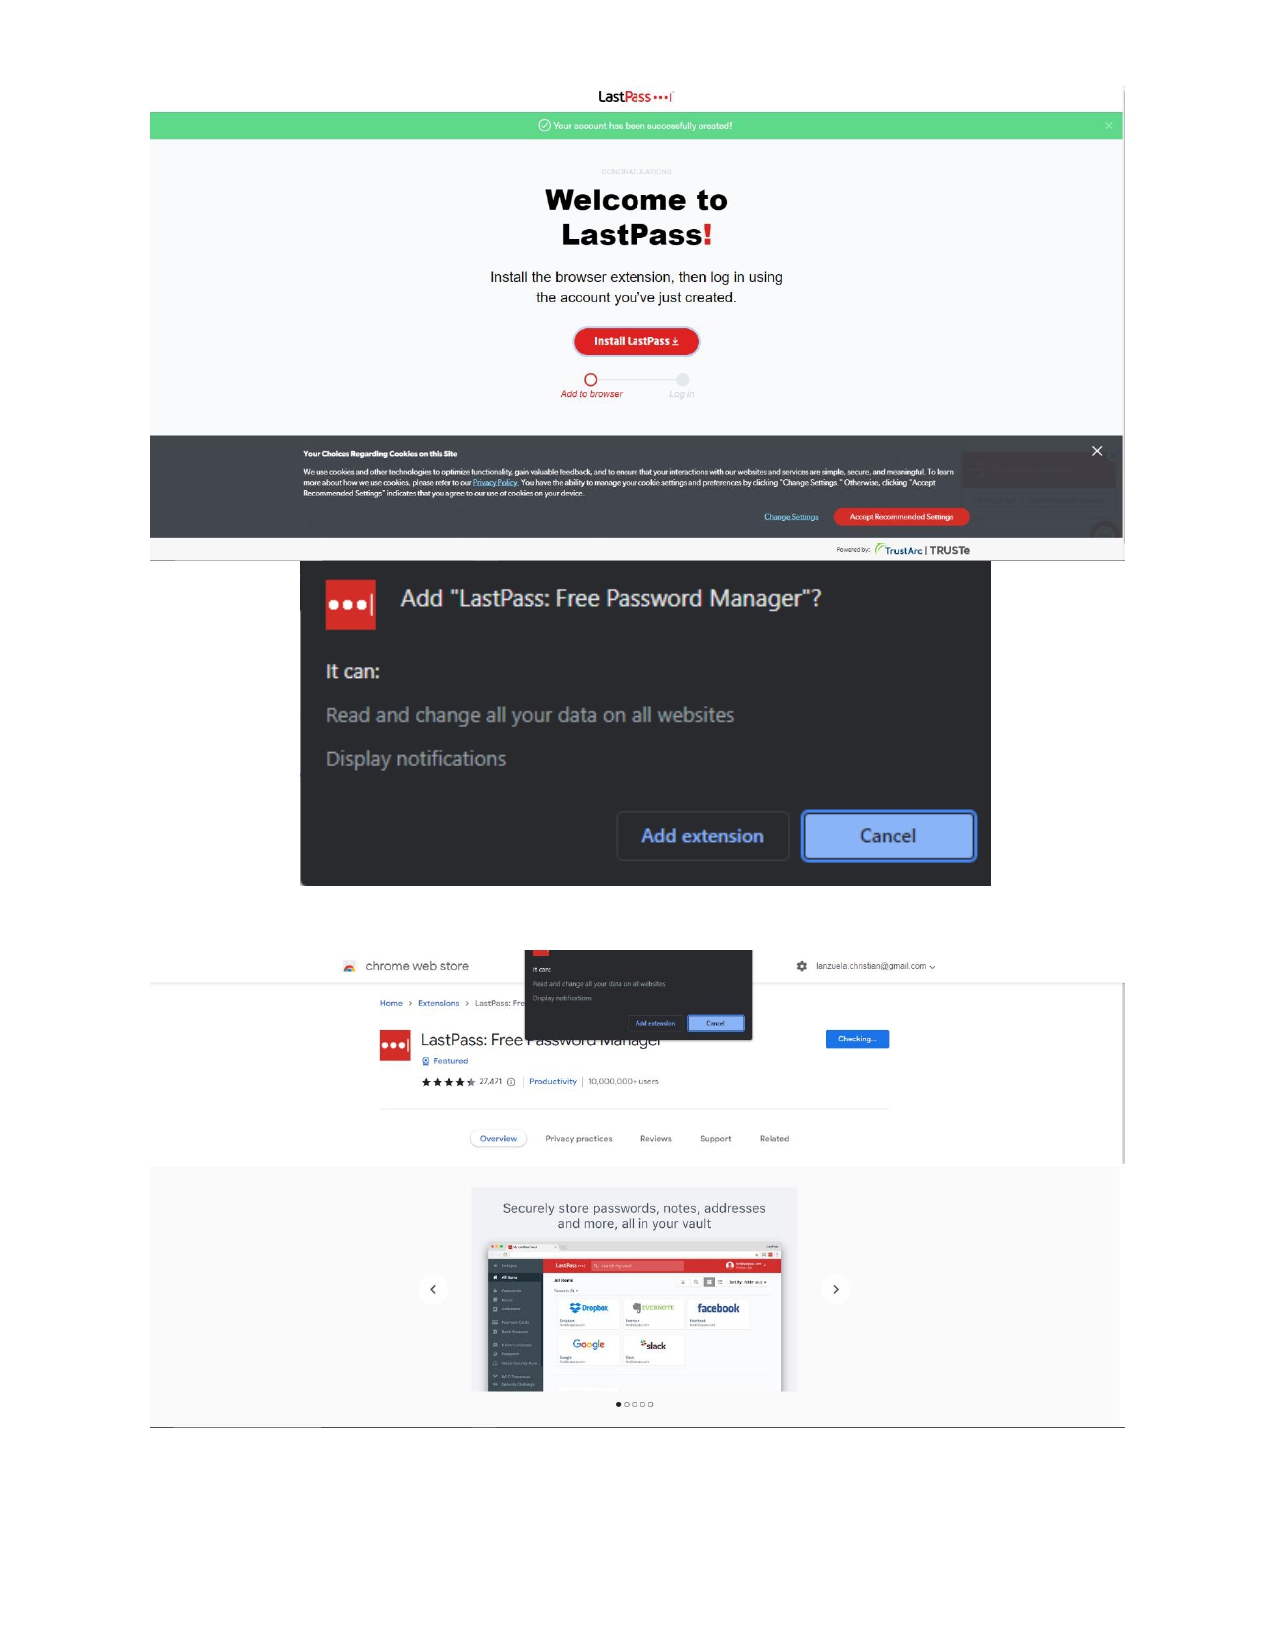 LastPass
Your account has been successfully created!
CONGRATULATIONS
Welcome to
LastPass!
Install the browser extension, then log in using
the account you've just created.
Install LastPass
Add to browser
Log in
Your Choices Regarding Cookies on this Site
We use cookies and other technologies to optimize functionality, gain valuable feedback, and to ensure that your interactions with our websites and services are simple, secure, and meaningful. To learn
more about how we use cookies, please refer to our Privacy Policy. You have the ability to manage your cookie settings and preferences by clicking "Change Settings." Otherwise, clicking "Accept
Recommended Settings" indicates that you agree to our use of cookies on your device.
Change Settings
Accept Recommended Settings
Powered by: TrustArc | TRUSTe
Add "LastPass: Free Password Manager"?
It can:
Read and change all your data on all websites
Display notifications
Add extension
Cancel
chrome web store
lanzuela.christian@gmail.com
It can:
Read and change all your data on all websites
Display notifications
Add extension
Cancel
Home > Extensions > LastPass: Fre
LastPass: Free Password Manager
Checking...
Featured
27,471 | Productivity | 10,000,000+ users
Overview
Privacy practices
Reviews
Support
Related
Securely store passwords, notes, addresses
and more, all in your vault
LastPass
All Items
All Items
Dropbox
EVERNOTE
facebook
Google
slack